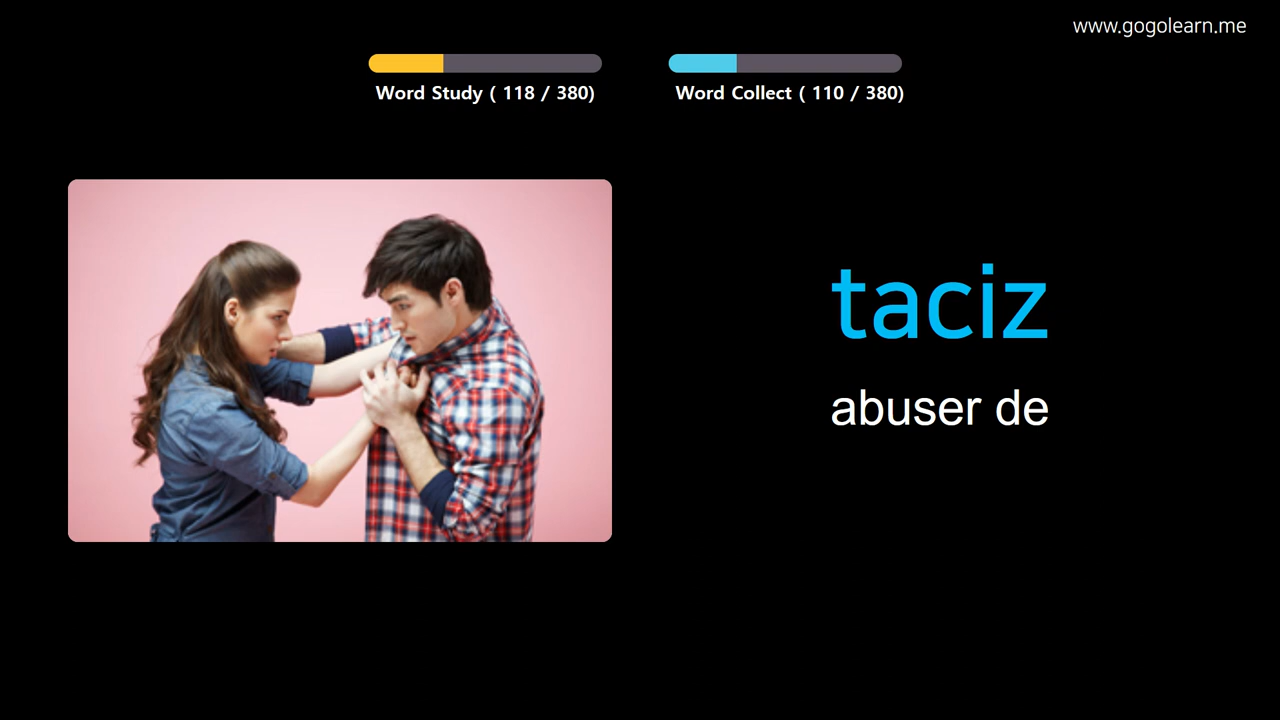 www.gogolearn.me
Word Study ( 118 / 380)
Word Collect ( 110 / 380)
taciz
abuser de